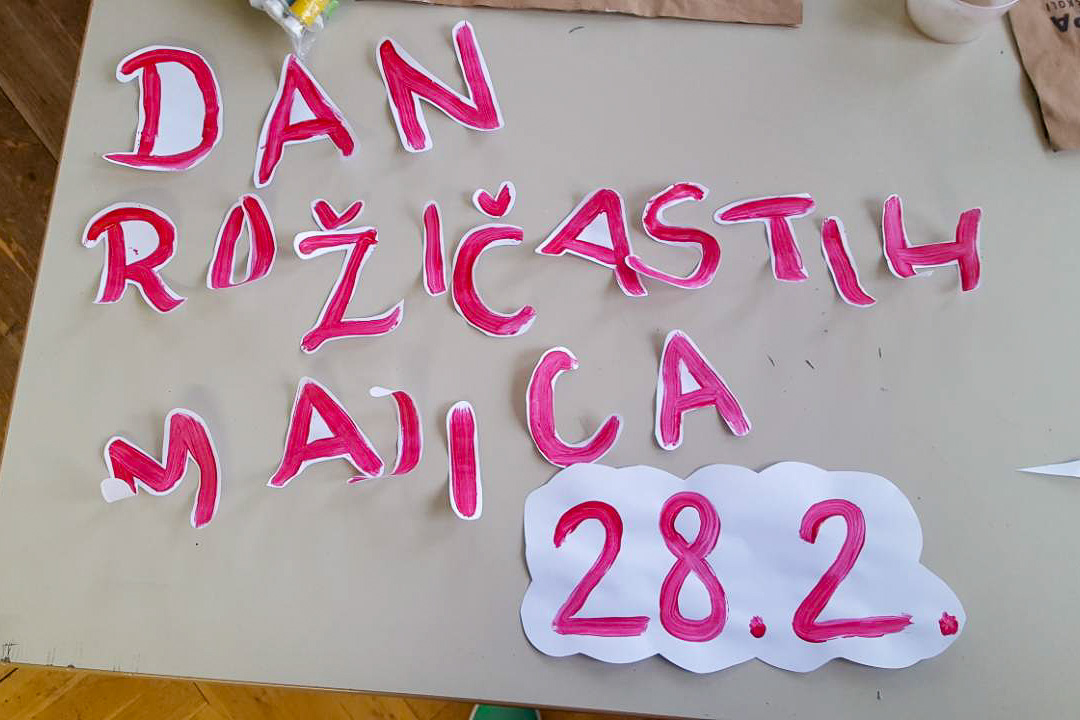 DAN
ROŽIČASTIH
MAJICA
28.2.